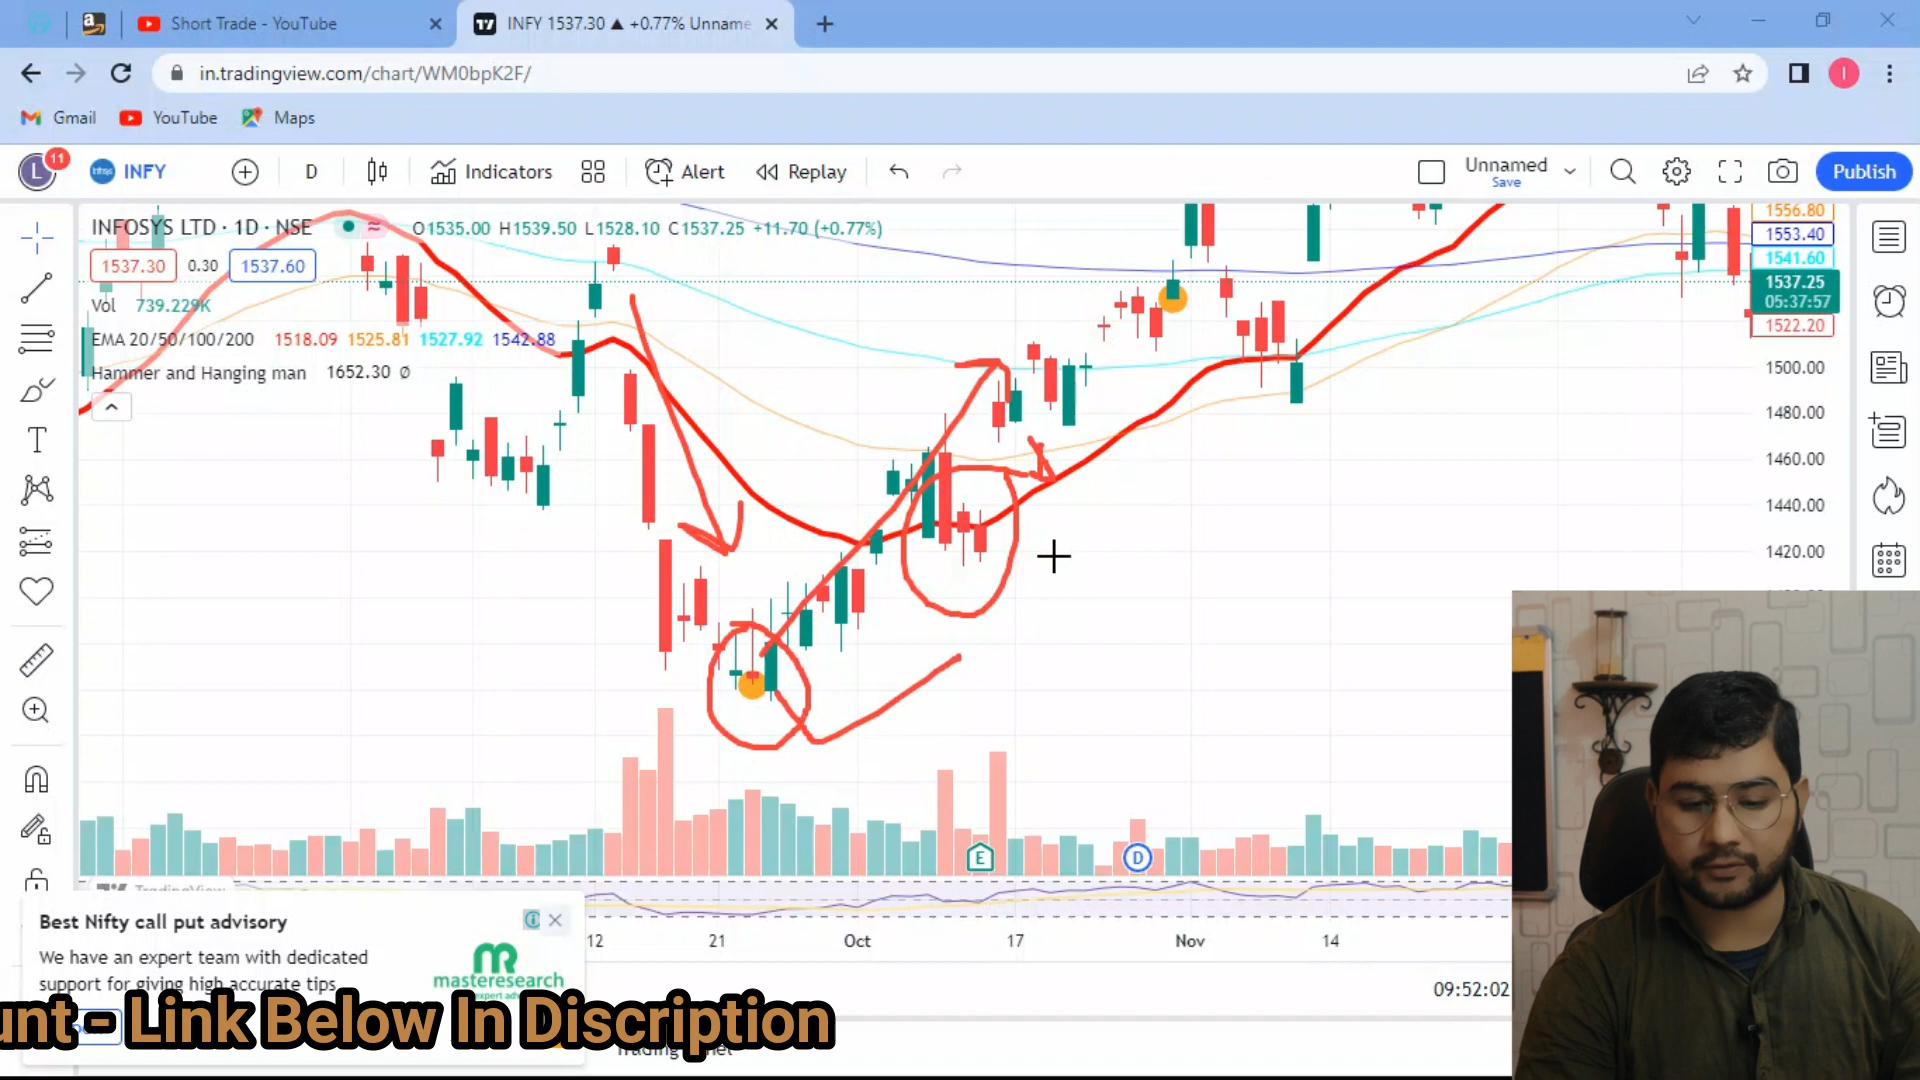 Short Trade - YouTube
INFY 1537.30 ▲ +0.77% Unname
in.tradingview.com/chart/WM0bpK2F/
I
Gmail YouTube Maps
L 11 INFY D Indicators Alert Replay Unnamed Save Publish
INFOSYS LTD · 1D · NSE O1535.00 H1539.50 L1528.10 C1537.25 +11.70 (+0.77%)
1537.30 0.30 1537.60
Vol 739.229K
EMA 20/50/100/200 1518.09 1525.81 1527.92 1542.88
Hammer and Hanging man 1652.30 Ø
1556.80
1553.40
1541.60
1537.25
05:37:57
1522.20
1500.00
1480.00
1460.00
1440.00
1420.00
E D
TradingView
12 21 Oct 17 Nov 14
09:52:02
Best Nifty call put advisory
We have an expert team with dedicated
support for giving high accurate tips
masteresearch
unt - Link Below In Discription